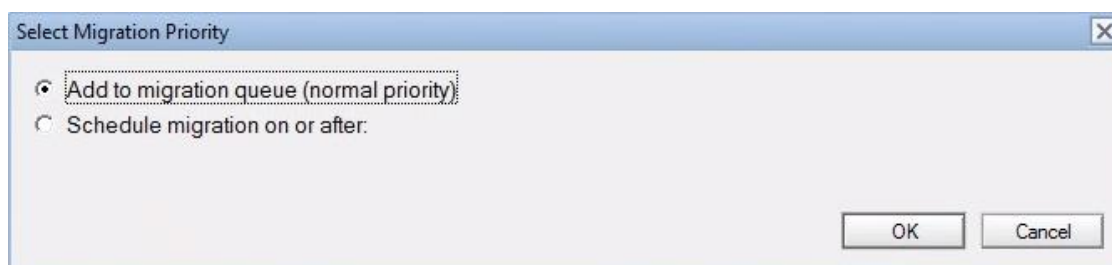 Select Migration Priority
Add to migration queue (normal priority)
Schedule migration on or after:
OK Cancel